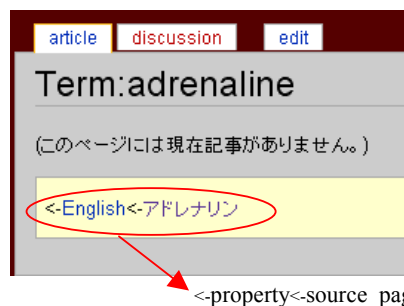 article discussion edit
Term:adrenaline
(このページには現在記事がありません。)
<-English<-アドレナリン
<-property<-source pag